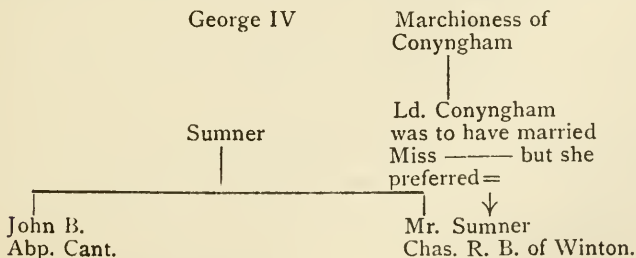 George IV
Marchioness of
Conyngham
Ld. Conyngham
was to have married
Miss —— but she
preferred=
Sumner
John B.
Abp. Cant.
Mr. Sumner
Chas. R. B. of Winton.